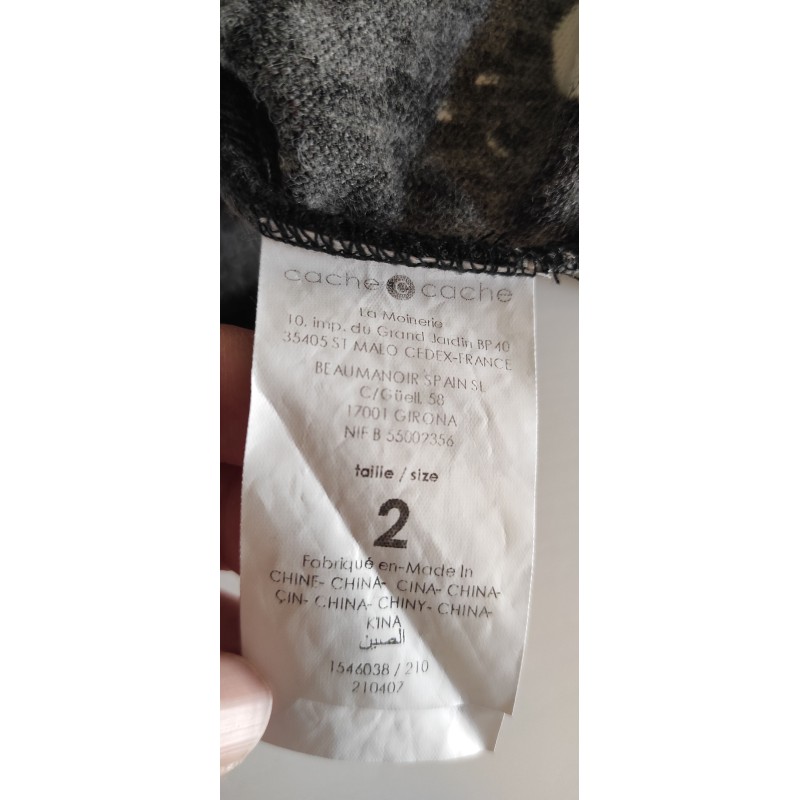 cache cache
La Moinerie
10, imp. du Grand Jardin BP40
35405 ST MALO CEDEX-FRANCE
BEAUMANOIR SPAIN SL
C/Güell, 58
17001 GIRONA
NIF B 55002356
taille / size
2
Fabriqué en-Made In
CHINE- CHINA- CINA- CHINA-
ÇIN- CHINA- CHINY- CHINA-
KINA
الصين
1546038 / 210
210407